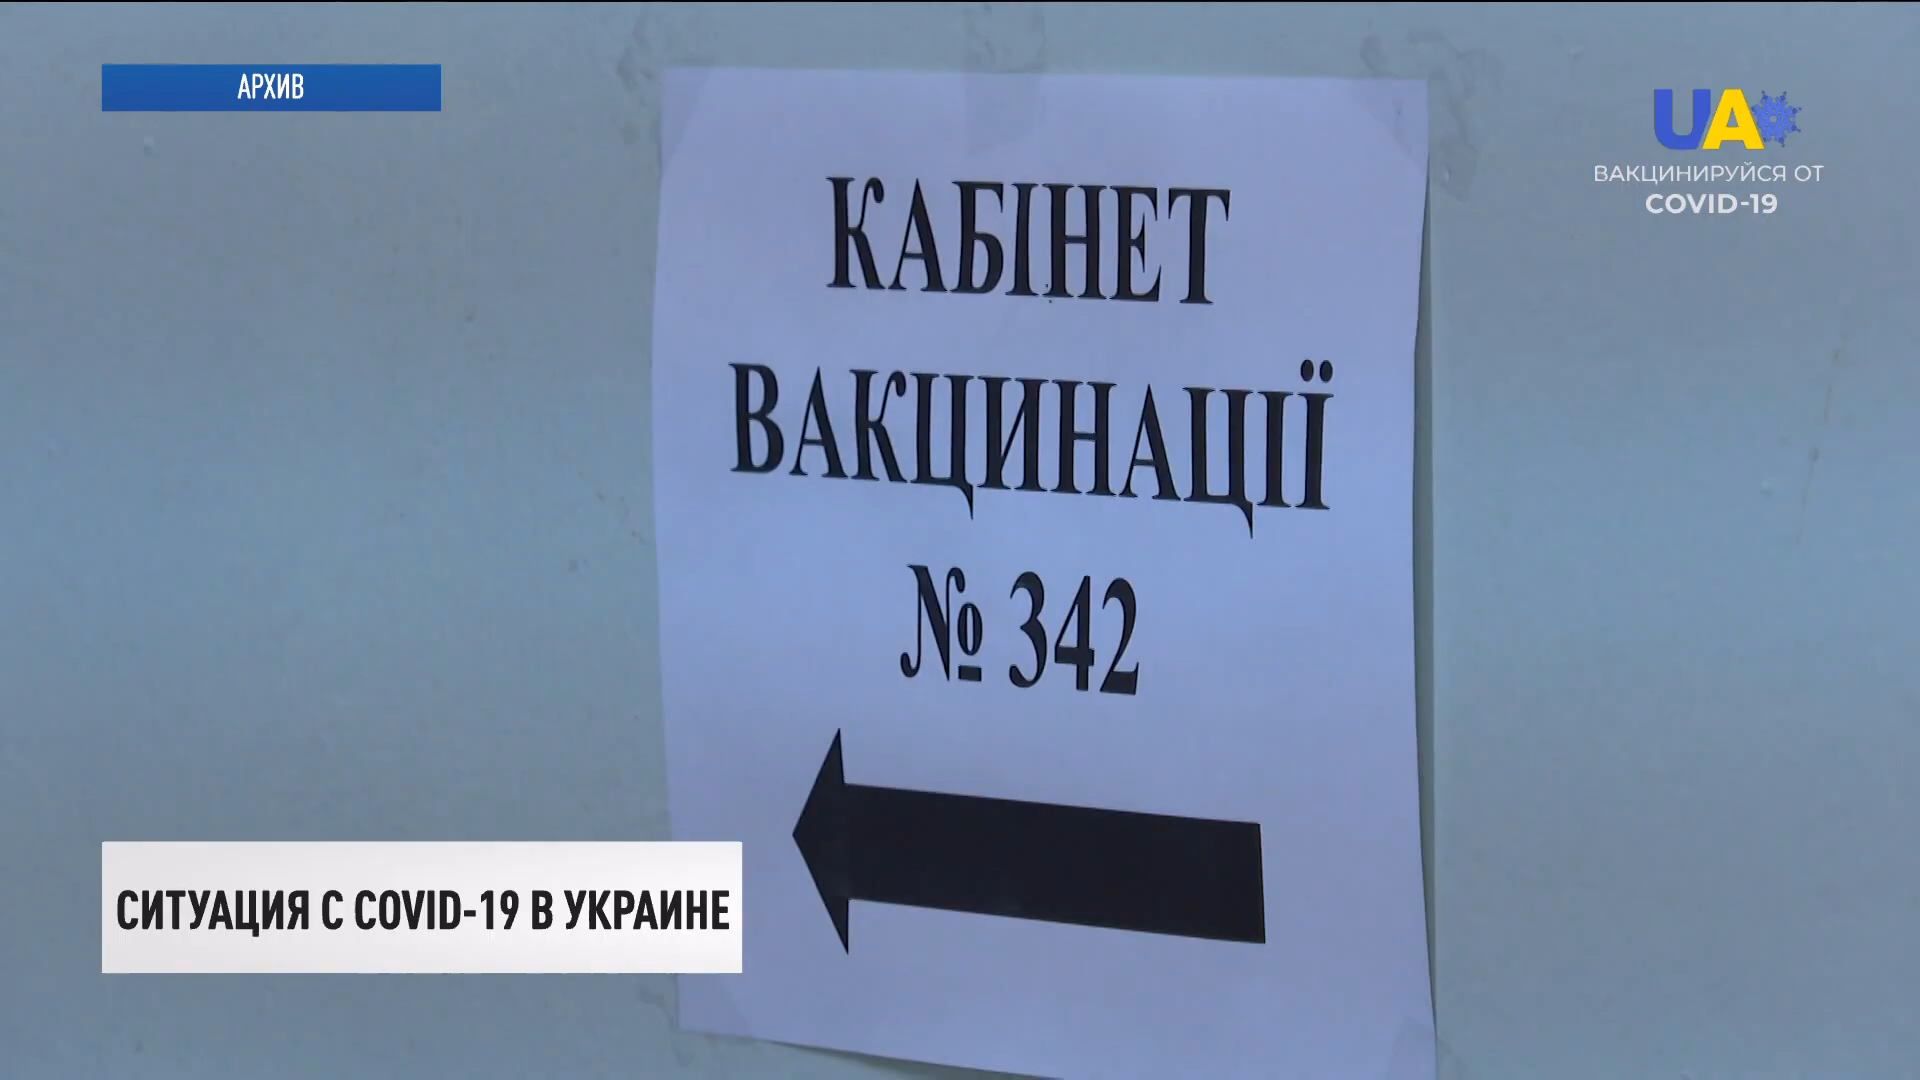 АРХИВ
UA
ВАКЦИНИРУЙСЯ ОТ
COVID-19
КАБІНЕТ
ВАКЦИНАЦІЇ
№ 342
СИТУАЦИЯ С COVID-19 В УКРАИНЕ